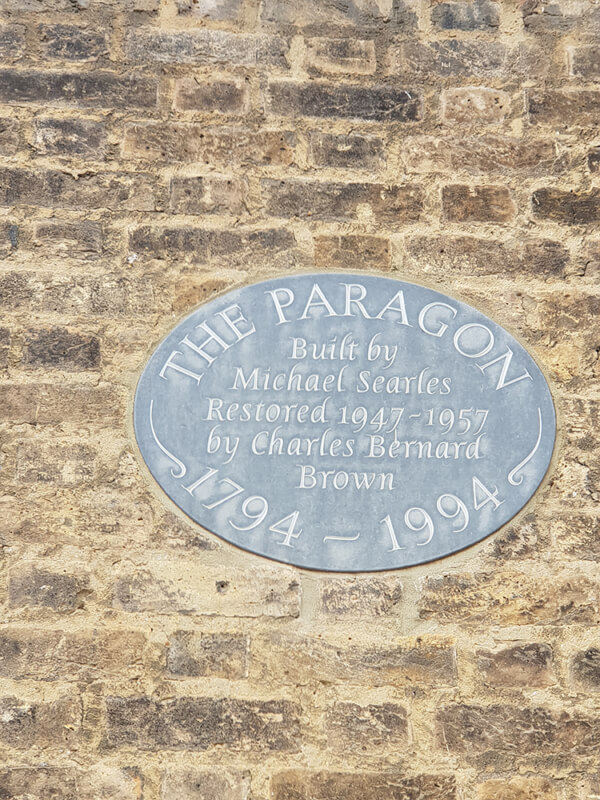 THE PARAGON
Built by
Michael Searles
Restored 1947-1957
by Charles Bernard
Brown
1794 - 1994